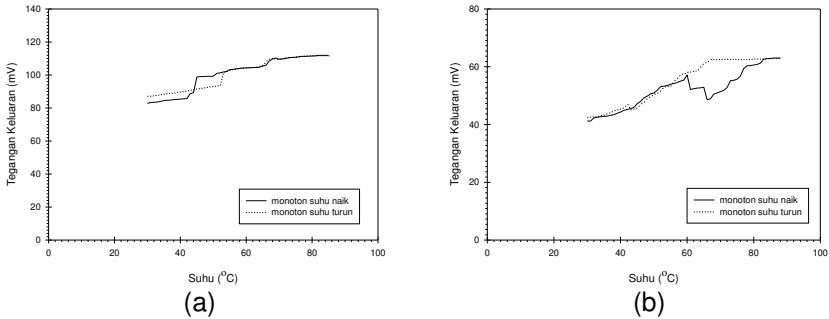 140
120
100
80
60
40
20
0
Tegangan Keluaran (mV)
monoton suhu naik
monoton suhu turun
0 20 40 60 80 100
Suhu (°C)
(a)
80
60
40
20
0
Tegangan Keluaran (mV)
monoton suhu naik
monoton suhu turun
0 20 40 60 80 100
Suhu (°C)
(b)